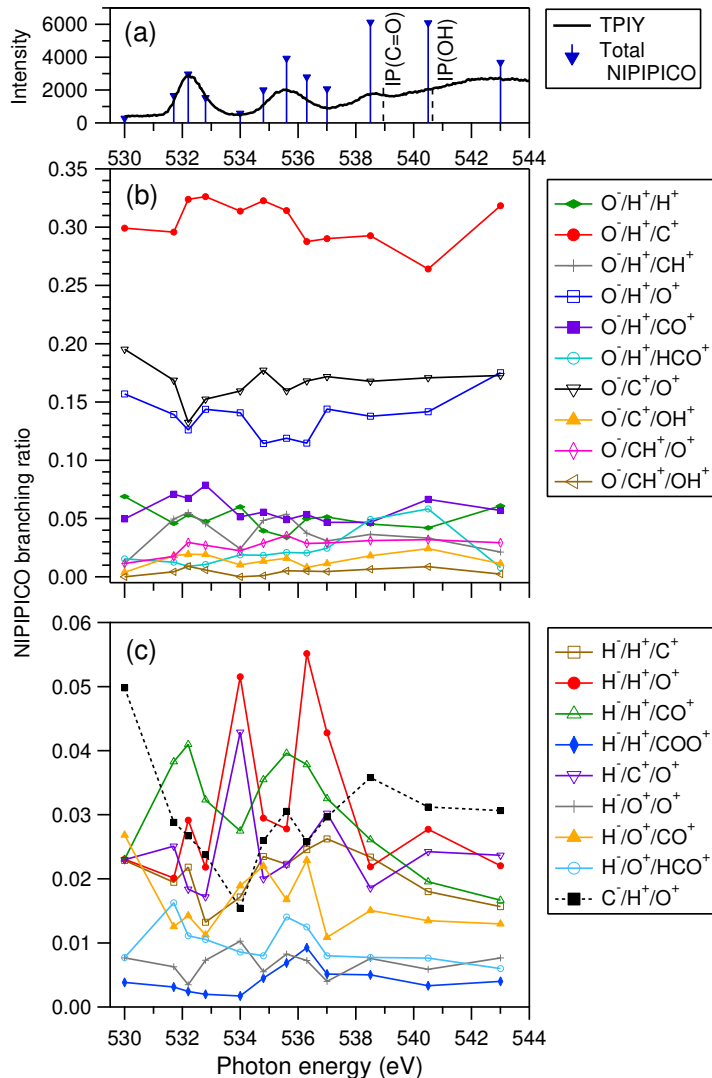 (a)
Intensity
6000
4000
2000
0
IP(C=O)
IP(OH)
530 532 534 536 538 540 542 544
TPIY
Total
NIPIPICO
(b)
NIPIPICO branching ratio
0.35
0.30
0.25
0.20
0.15
0.10
0.05
0.00
O⁻/H⁺/H⁺
O⁻/H⁺/C⁺
O⁻/H⁺/CH⁺
O⁻/H⁺/O⁺
O⁻/H⁺/CO⁺
O⁻/H⁺/HCO⁺
O⁻/C⁺/O⁺
O⁻/C⁺/OH⁺
O⁻/CH⁺/O⁺
O⁻/CH⁺/OH⁺
(c)
0.06
0.05
0.04
0.03
0.02
0.01
0.00
H⁻/H⁺/C⁺
H⁻/H⁺/O⁺
H⁻/H⁺/CO⁺
H⁻/H⁺/COO⁺
H⁻/C⁺/O⁺
H⁻/O⁺/O⁺
H⁻/O⁺/CO⁺
H⁻/O⁺/HCO⁺
C⁻/H⁺/O⁺
530 532 534 536 538 540 542 544
Photon energy (eV)